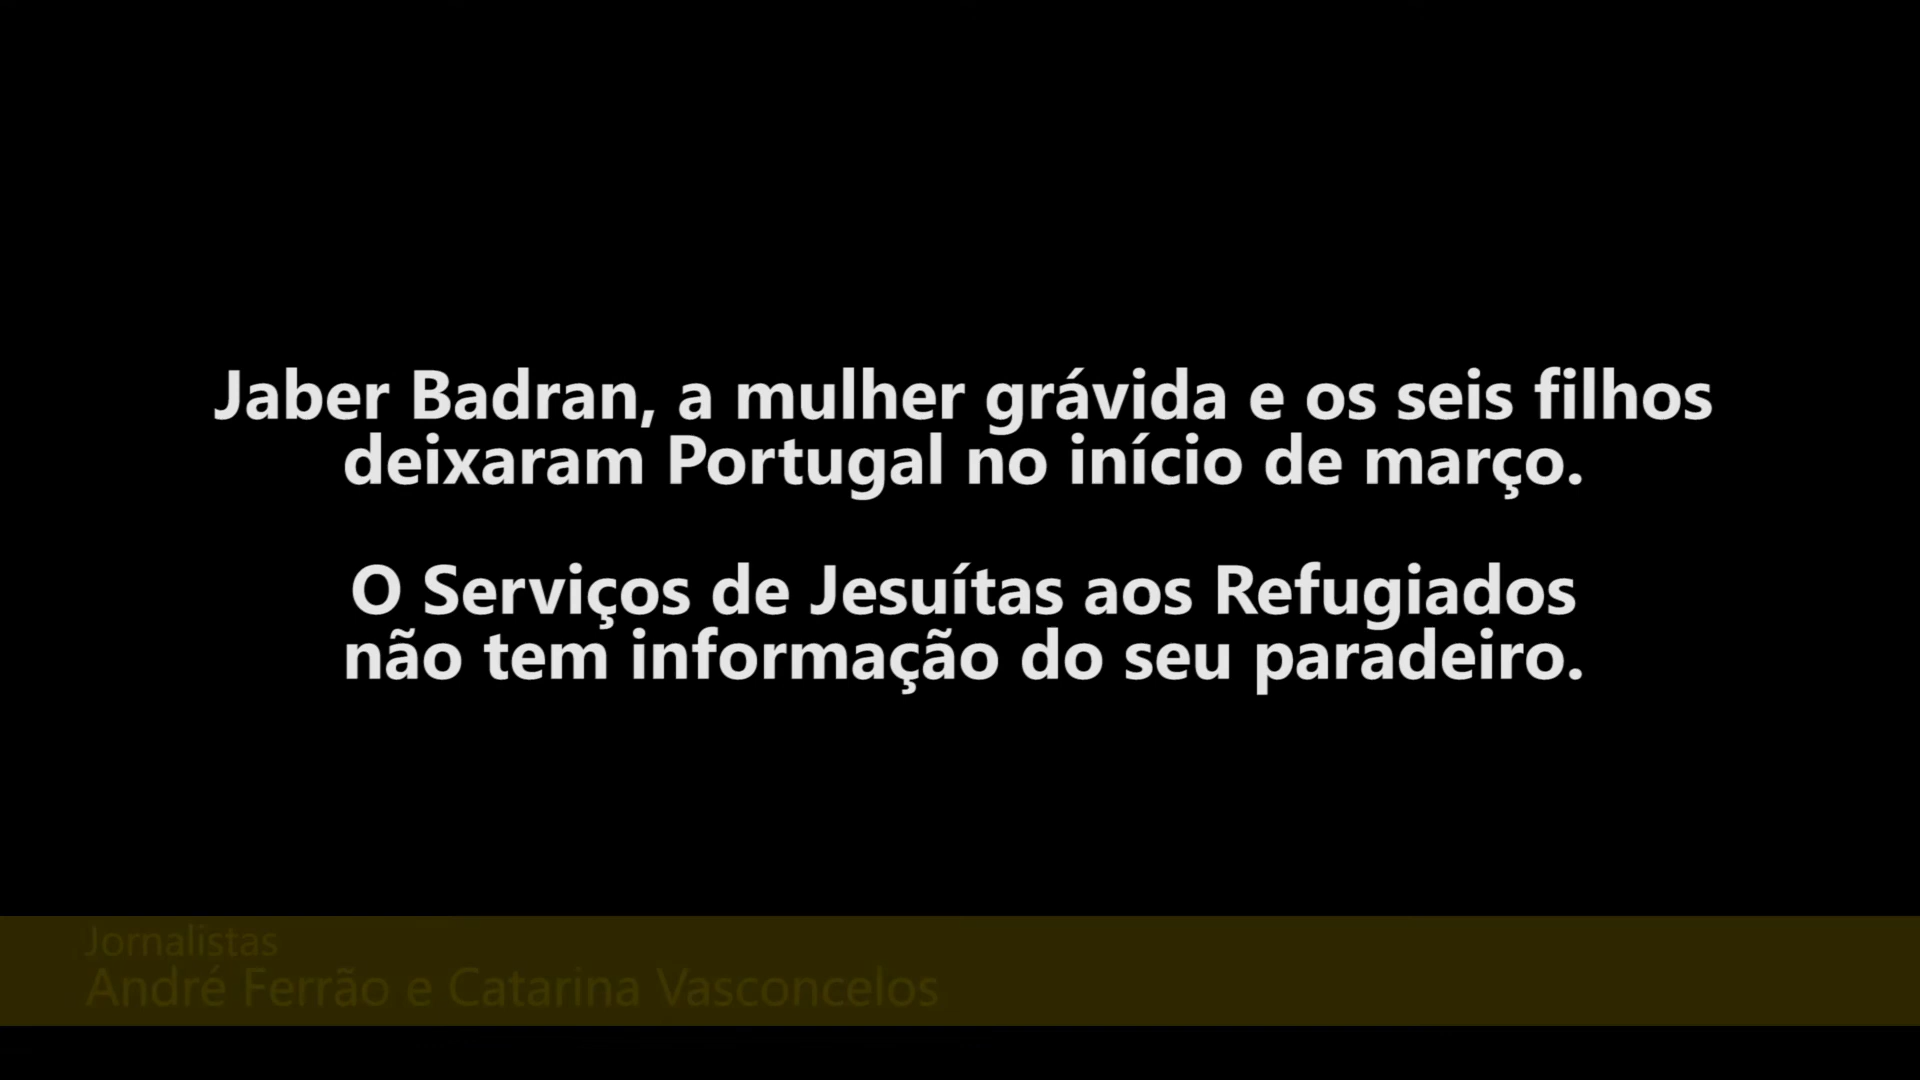 Jaber Badran, a mulher grávida e os seis filhos
deixaram Portugal no início de março.
O Serviços de Jesuítas aos Refugiados
não tem informação do seu paradeiro.
Jornalistas
André Ferrão e Catarina Vasconcelos